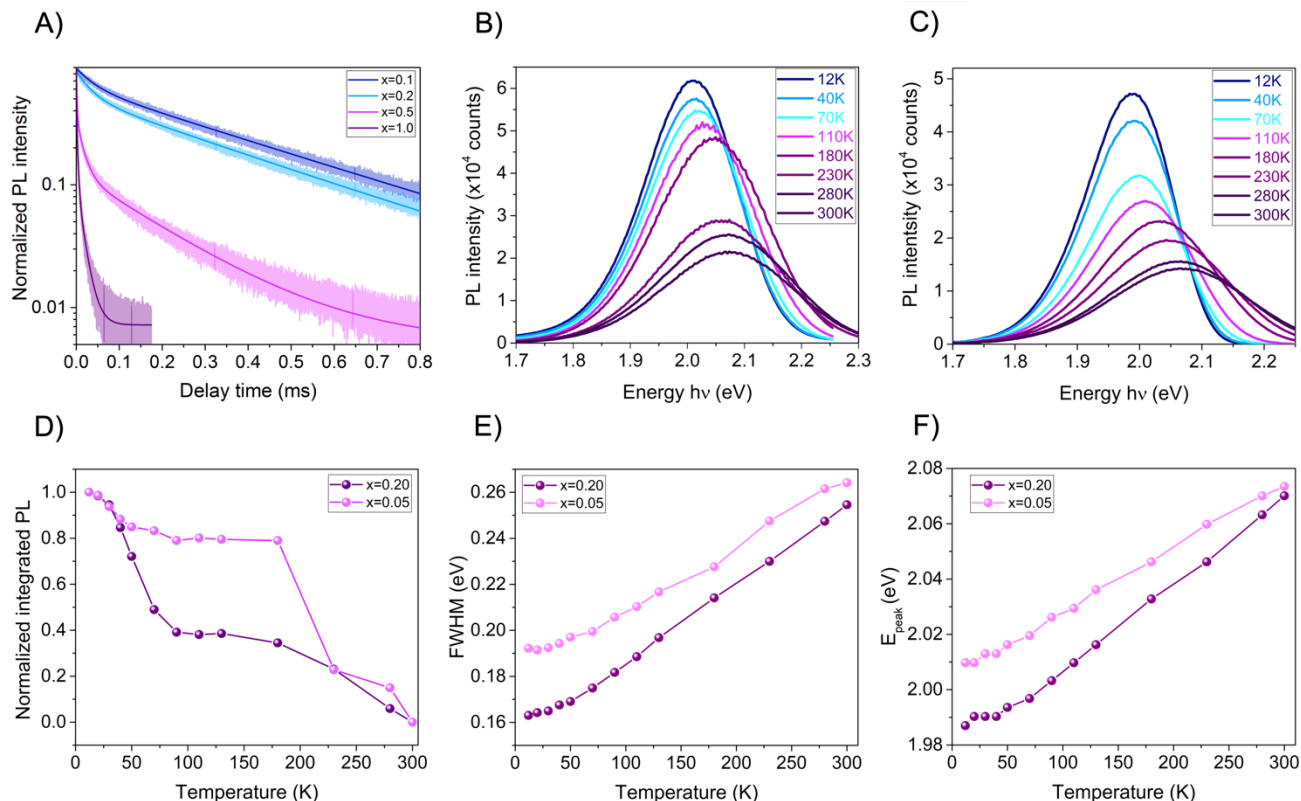 A)
Normalized PL intensity
0.1
0.01
x=0.1
x=0.2
x=0.5
x=1.0
0.0 0.1 0.2 0.3 0.4 0.5 0.6 0.7 0.8
Delay time (ms)
B)
PL intensity (x10⁴ counts)
6
5
4
3
2
1
0
12K
40K
70K
110K
180K
230K
280K
300K
1.7 1.8 1.9 2.0 2.1 2.2 2.3
Energy hν (eV)
C)
PL intentsity (x10⁴ counts)
5
4
3
2
1
0
12K
40K
70K
110K
180K
230K
280K
300K
1.7 1.8 1.9 2.0 2.1 2.2
Energy hν (eV)
D)
Normalized integrated PL
1.0
0.8
0.6
0.4
0.2
0.0
x=0.20
x=0.05
0 50 100 150 200 250 300
Temperature (K)
E)
FWHM (eV)
0.26
0.24
0.22
0.20
0.18
0.16
x=0.20
x=0.05
0 50 100 150 200 250 300
Temperature (K)
F)
E_peak (eV)
2.08
2.06
2.04
2.02
2.00
1.98
x=0.20
x=0.05
0 50 100 150 200 250 300
Temperature (K)